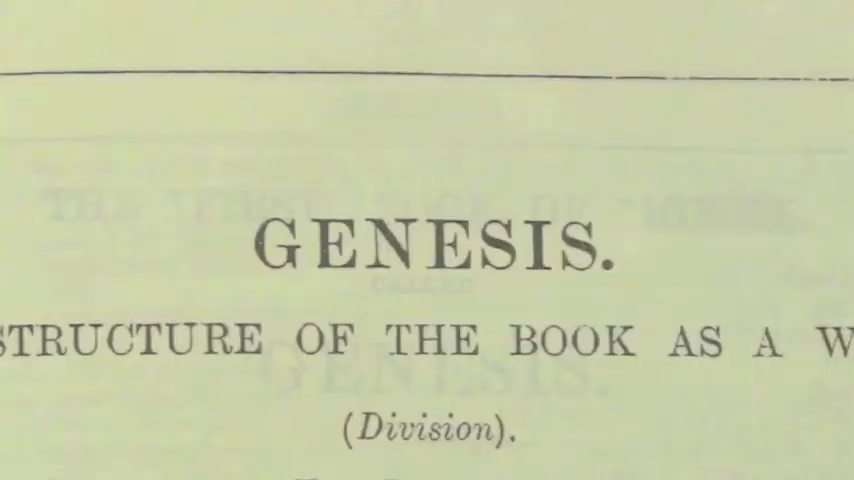 GENESIS.
STRUCTURE OF THE BOOK AS A W
(Division).